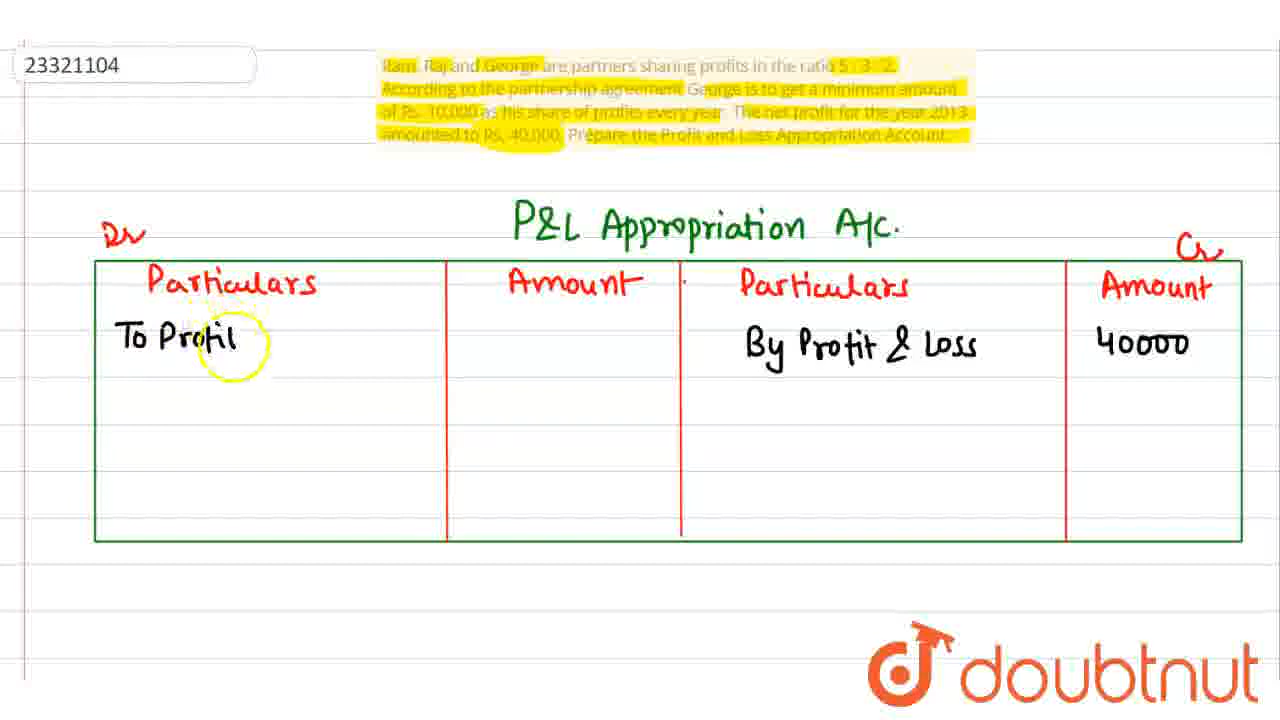 23321104
Ram. Raj and George are partners sharing profits in the ratio 5 : 3 : 2.
According to the partnership agreement George is to get a minimum amount
of Rs. 10,000 as his share of profits every year. The net profit for the year 2013
amounted to Rs, 40,000. Prepare the Profit and Loss Appropriation Account.
P&L Appropriation A/c.
Dr Cr
Particulars Amount Particulars Amount
To Profit By Profit & Loss 40000
doubtnut